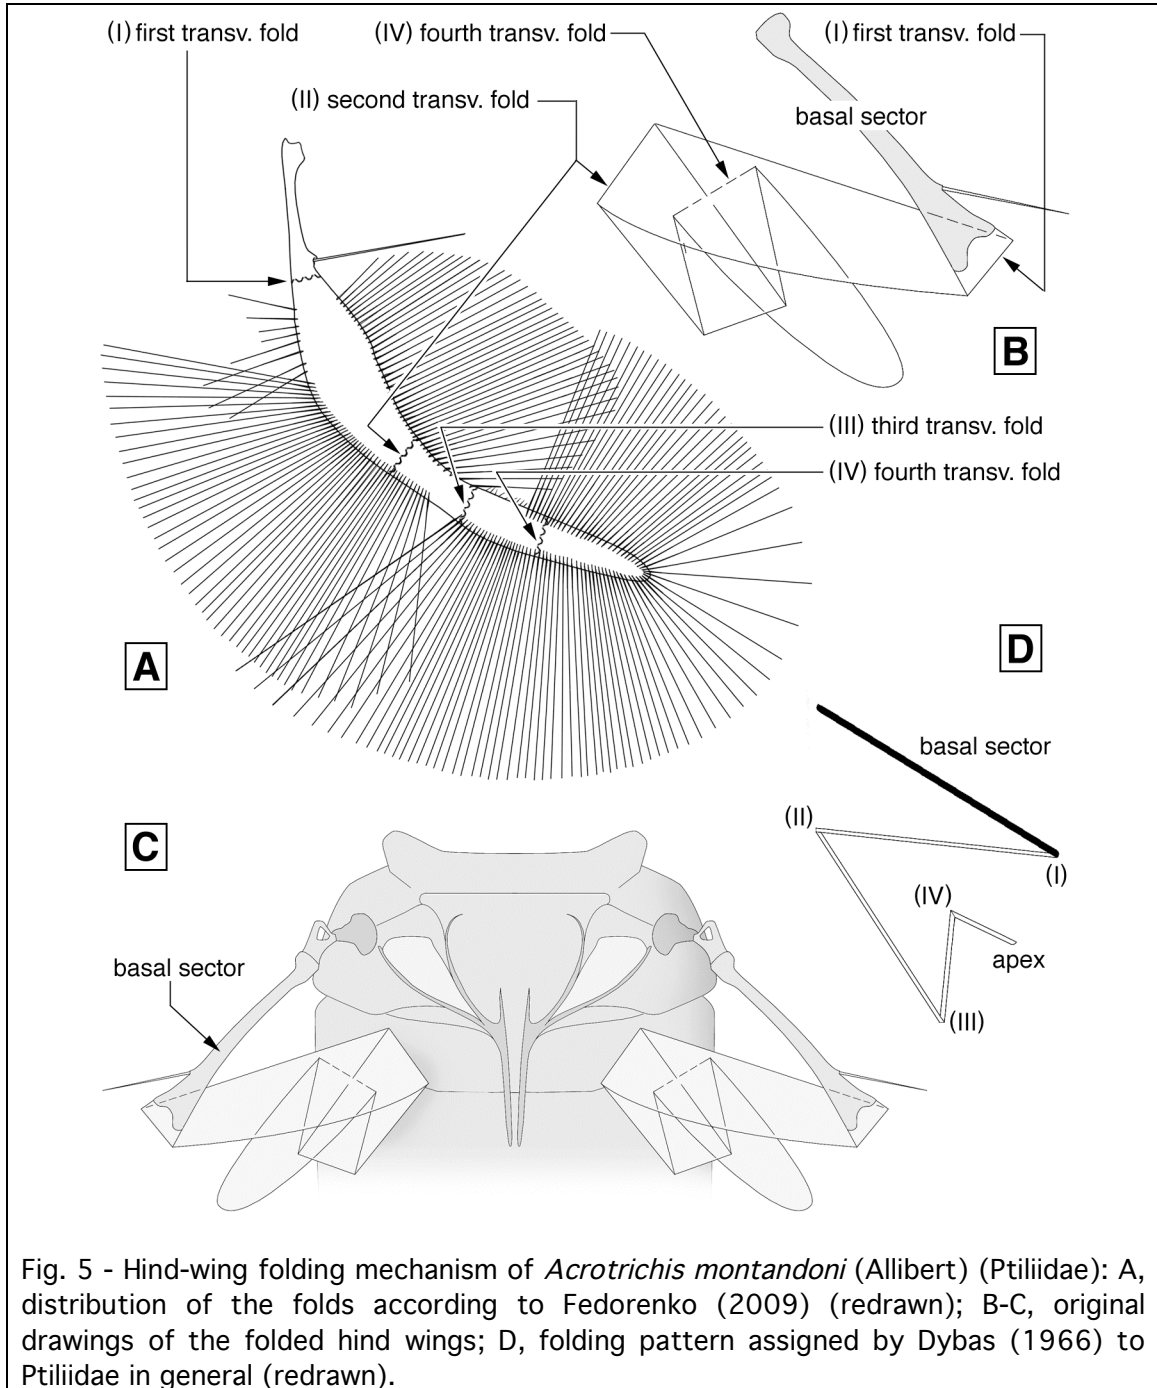 (I) first transv. fold
(IV) fourth transv. fold
(I) first transv. fold
(II) second transv. fold
basal sector
B
(III) third transv. fold
(IV) fourth transv. fold
A
D
basal sector
(II)
C
(I)
(IV)
basal sector
apex
(III)
Fig. 5 - Hind-wing folding mechanism of Acrotrichis montandoni (Allibert) (Ptiliidae): A,
distribution of the folds according to Fedorenko (2009) (redrawn); B-C, original
drawings of the folded hind wings; D, folding pattern assigned by Dybas (1966) to
Ptiliidae in general (redrawn).